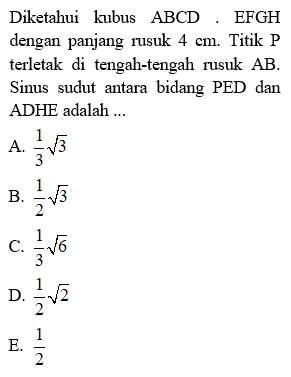 Diketahui kubus ABCD . EFGH
dengan panjang rusuk 4 cm. Titik P
terletak di tengah-tengah rusuk AB.
Sinus sudut antara bidang PED dan
ADHE adalah ...
A. \frac{1}{3}\sqrt{3}
B. \frac{1}{2}\sqrt{3}
C. \frac{1}{3}\sqrt{6}
D. \frac{1}{2}\sqrt{2}
E. \frac{1}{2}